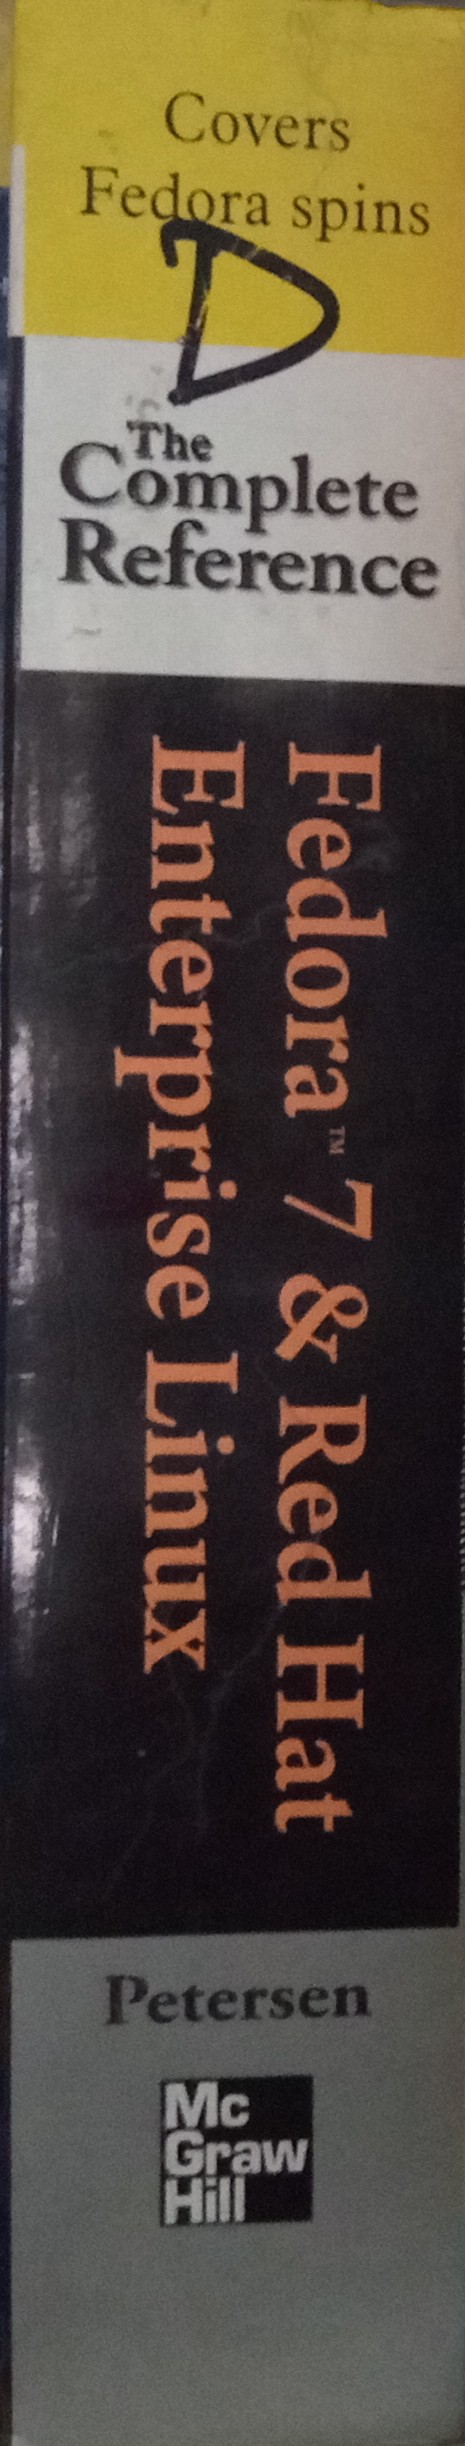 Covers
Fedora spins
D
The
Complete
Reference
Fedora™ 7 & Red Hat
Enterprise Linux
Petersen
Mc
Graw
Hill